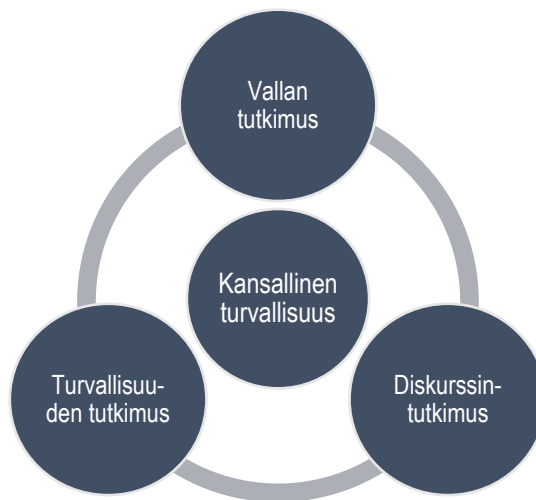 Vallan
tutkimus
Kansallinen
turvallisuus
Turvallisuu-
den tutkimus
Diskurssin-
tutkimus